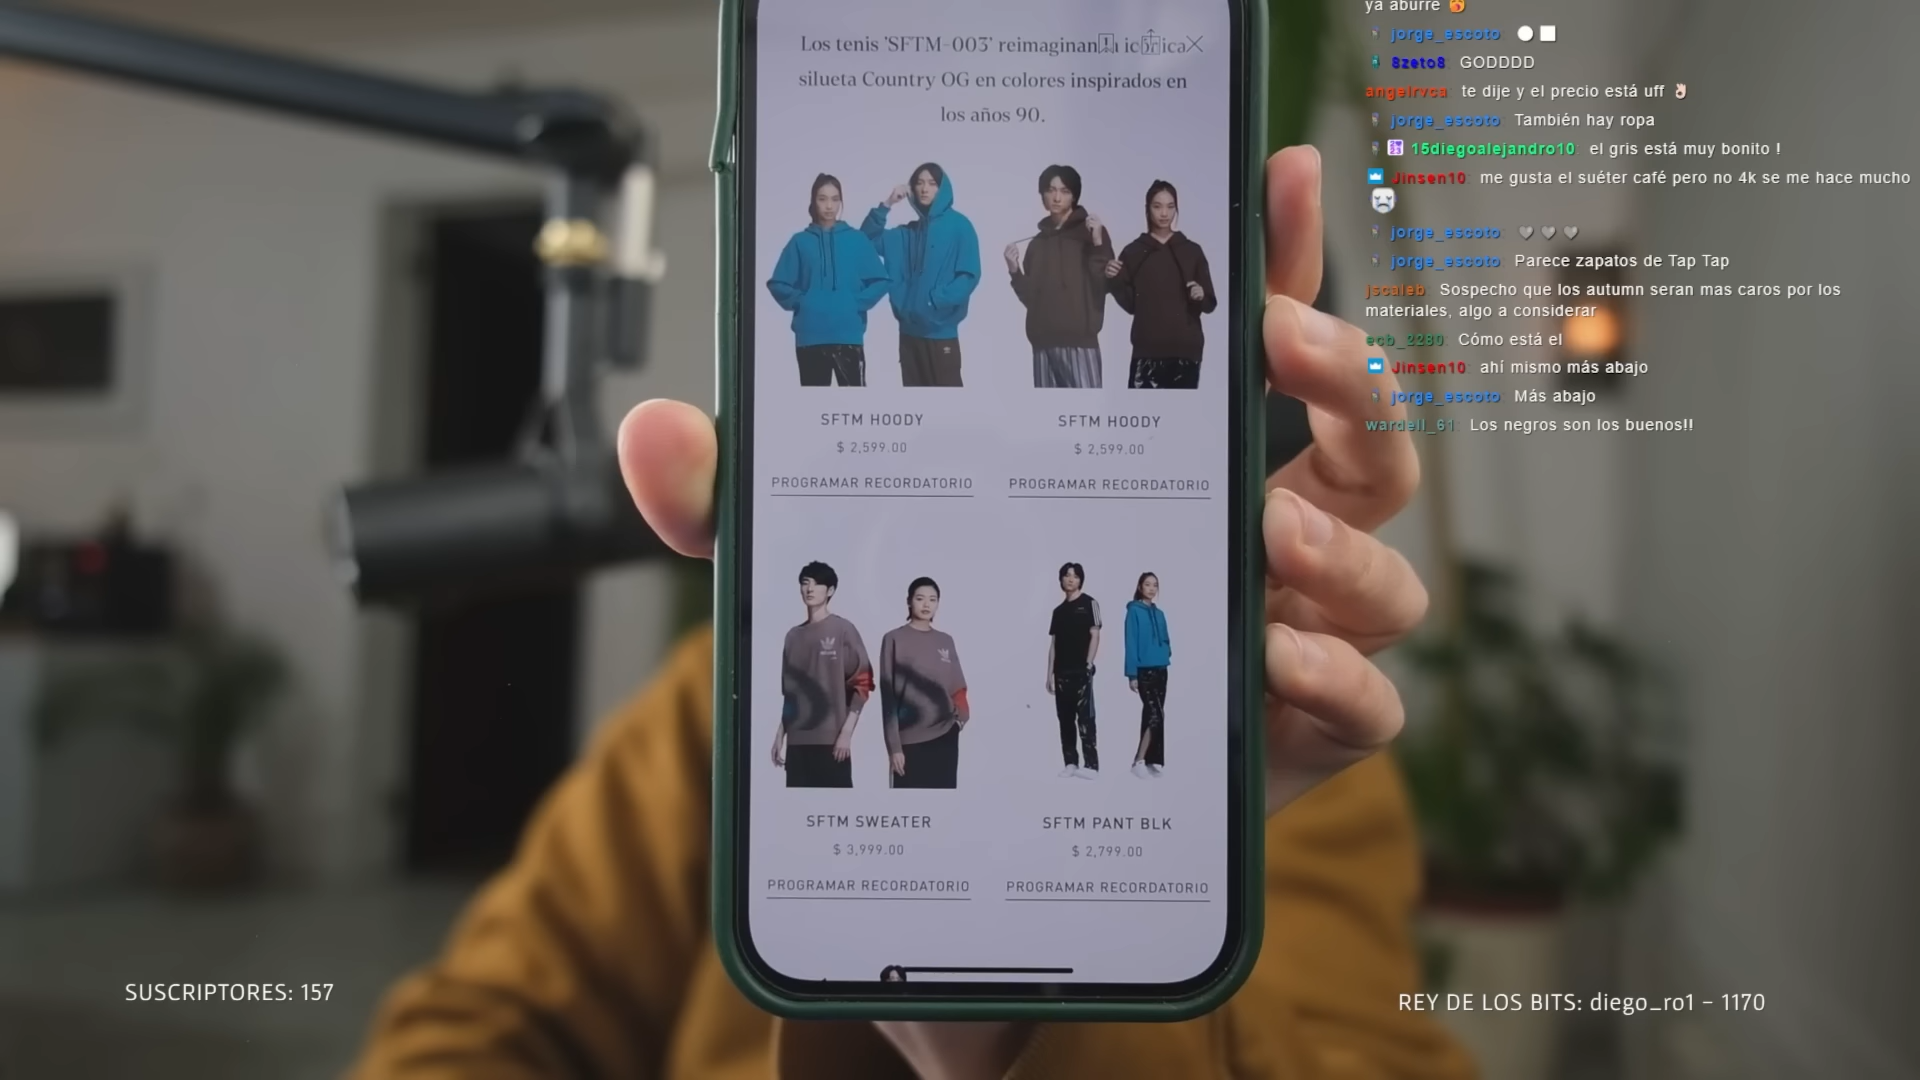 Los tenis 'SFTM-003' reimaginan icónica
silueta Country OG en colores inspirados en
los años 90.
SFTM HOODY
$ 2,599.00
PROGRAMAR RECORDATORIO
SFTM HOODY
$ 2,599.00
PROGRAMAR RECORDATORIO
SFTM SWEATER
$ 3,999.00
PROGRAMAR RECORDATORIO
SFTM PANT BLK
$ 2,799.00
PROGRAMAR RECORDATORIO
ya aburre
jorge_escoto
8zeto8: GODDDD
angelrvca: te dije y el precio está uff
jorge_escoto: También hay ropa
15diegoalejandro10: el gris está muy bonito !
Jinsen10: me gusta el suéter café pero no 4k se me hace mucho
jorge_escoto:
jorge_escoto: Parece zapatos de Tap Tap
jscaleb: Sospecho que los autumn seran mas caros por los
materiales, algo a considerar
ecb_2280: Cómo está el
Jinsen10: ahí mismo más abajo
jorge_escoto: Más abajo
wardell_61: Los negros son los buenos!!
SUSCRIPTORES: 157
REY DE LOS BITS: diego_ro1 - 1170